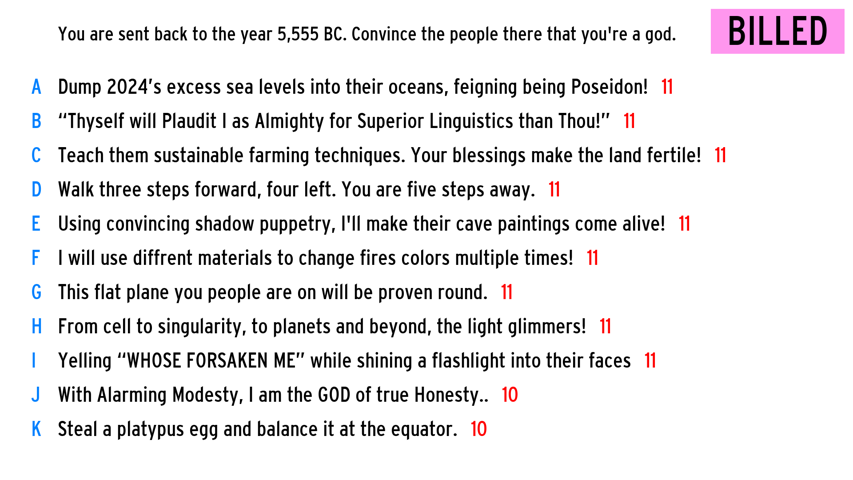 You are sent back to the year 5,555 BC. Convince the people there that you're a god.
BILLED
A Dump 2024's excess sea levels into their oceans, feigning being Poseidon! 11
B “Thyself will Plaudit I as Almighty for Superior Linguistics than Thou!” 11
C Teach them sustainable farming techniques. Your blessings make the land fertile! 11
D Walk three steps forward, four left. You are five steps away. 11
E Using convincing shadow puppetry, I'll make their cave paintings come alive! 11
F I will use diffrent materials to change fires colors multiple times! 11
G This flat plane you people are on will be proven round. 11
H From cell to singularity, to planets and beyond, the light glimmers! 11
I Yelling “WHOSE FORSAKEN ME” while shining a flashlight into their faces 11
J With Alarming Modesty, I am the GOD of true Honesty.. 10
K Steal a platypus egg and balance it at the equator. 10